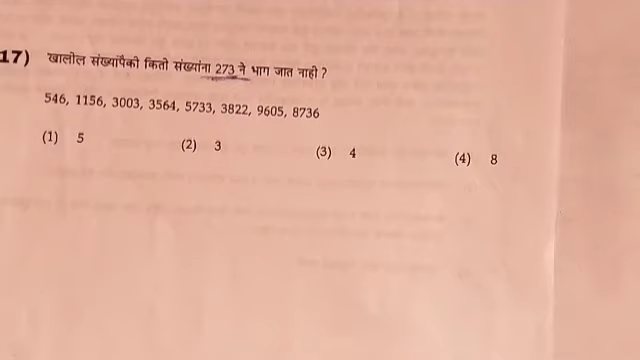 17) खालील संख्यांपैकी किती संख्यांना 273 ने भाग जात नाही ?
546, 1156, 3003, 3564, 5733, 3822, 9605, 8736
(1) 5 (2) 3 (3) 4 (4) 8